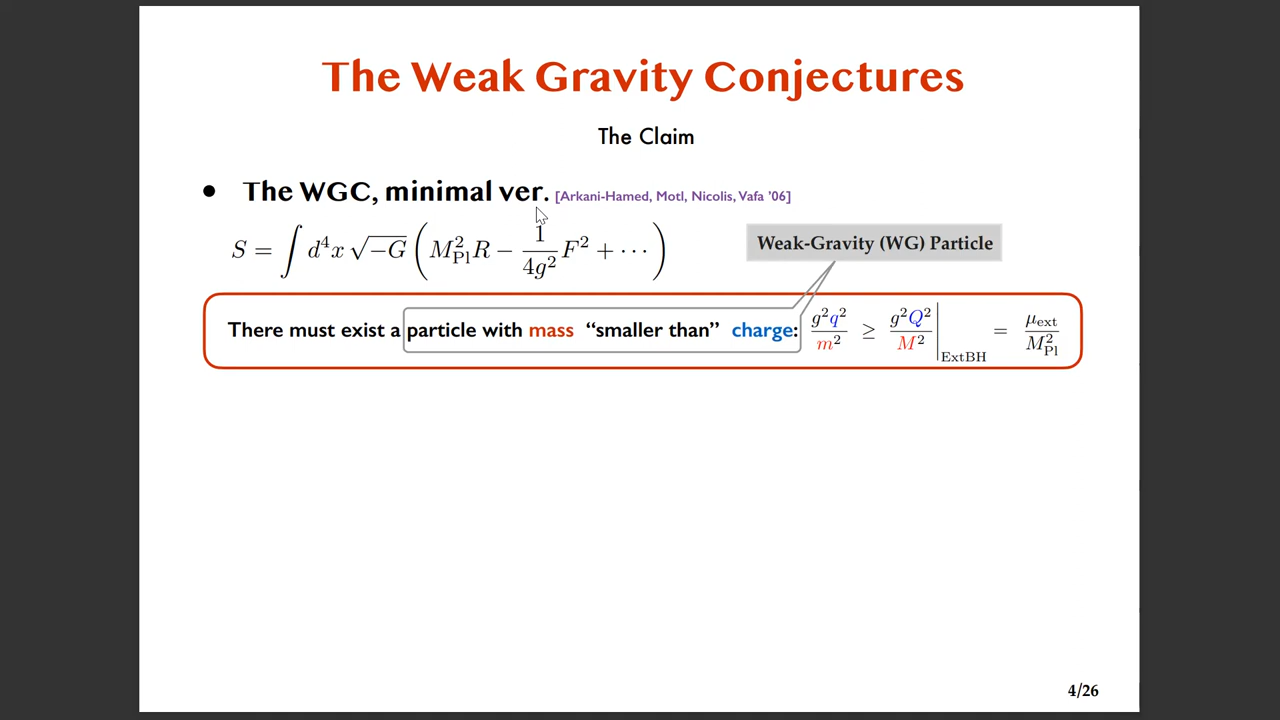 The Weak Gravity Conjectures
The Claim
• The WGC, minimal ver. [Arkani-Hamed, Motl, Nicolis, Vafa ’06]
S = ∫ d⁴x √−G ( M²_Pl R − 1/(4g²) F² + ⋯ )
Weak-Gravity (WG) Particle
There must exist a particle with mass “smaller than” charge: g²q²/m² ≥ g²Q²/M² |_ExtBH = μ_ext/M²_Pl
4/26